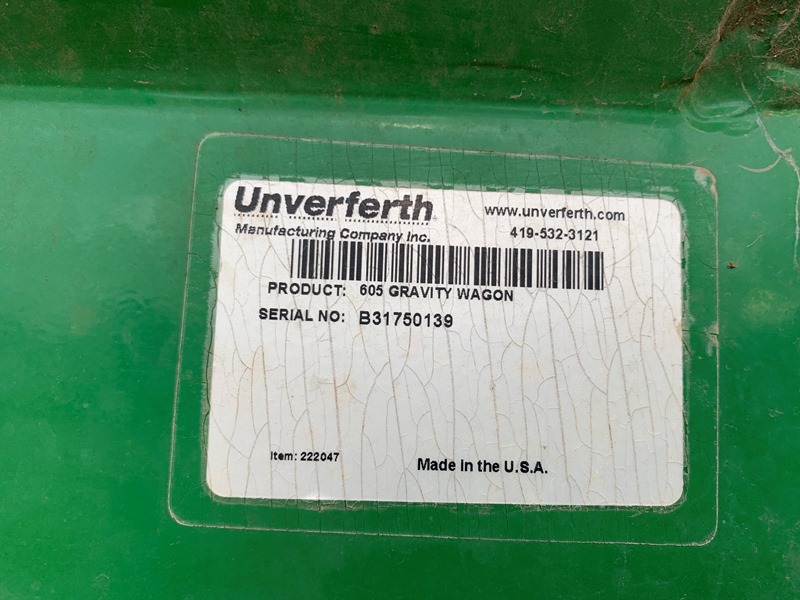 Unverferth
Manufacturing Company Inc.
www.unverferth.com
419-532-3121
PRODUCT: 605 GRAVITY WAGON
SERIAL NO: B31750139
Item: 222047
Made in the U.S.A.